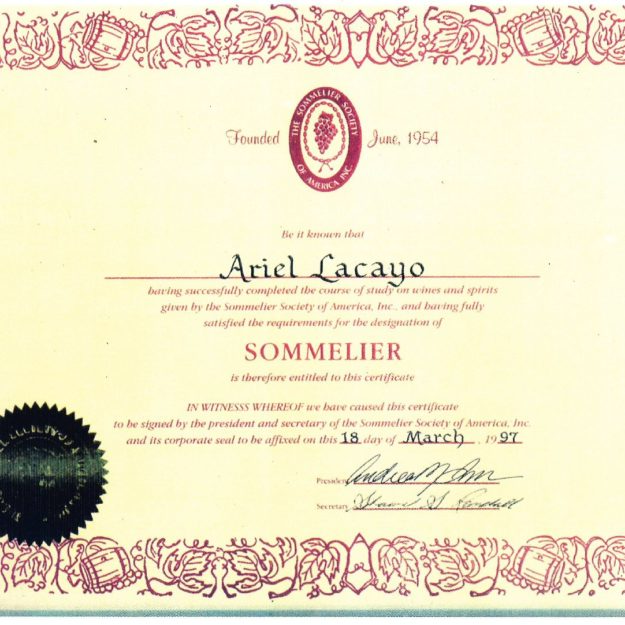 THE SOMMELIER SOCIETY
OF AMERICA INC.
Founded June, 1954
Be it known that
Ariel Lacayo
having successfully completed the course of study on wines and spirits
given by the Sommelier Society of America, Inc., and having fully
satisfied the requirements for the designation of
SOMMELIER
is therefore entitled to this certificate
IN WITNESSS WHEREOF we have caused this certificate
to be signed by the president and secretary of the Sommelier Society of America, Inc.
and its corporate seal to be affixed on this 18 day of March, 1997
President
Secretary